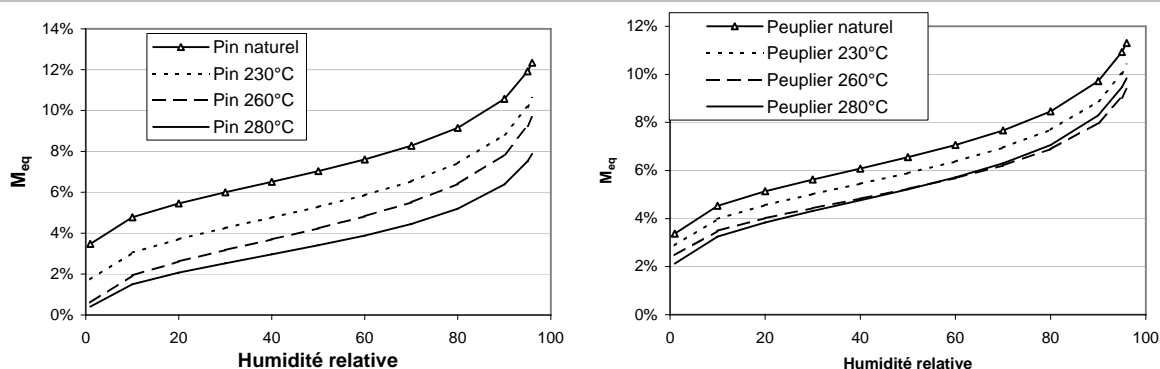 14%
12%
10%
8%
6%
4%
2%
0%
M_eq
Pin naturel
Pin 230°C
Pin 260°C
Pin 280°C
0 20 40 60 80 100
Humidité relative
12%
10%
8%
6%
4%
2%
0%
M_eq
Peuplier naturel
Peuplier 230°C
Peuplier 260°C
Peuplier 280°C
0 20 40 60 80 100
Humidité relative